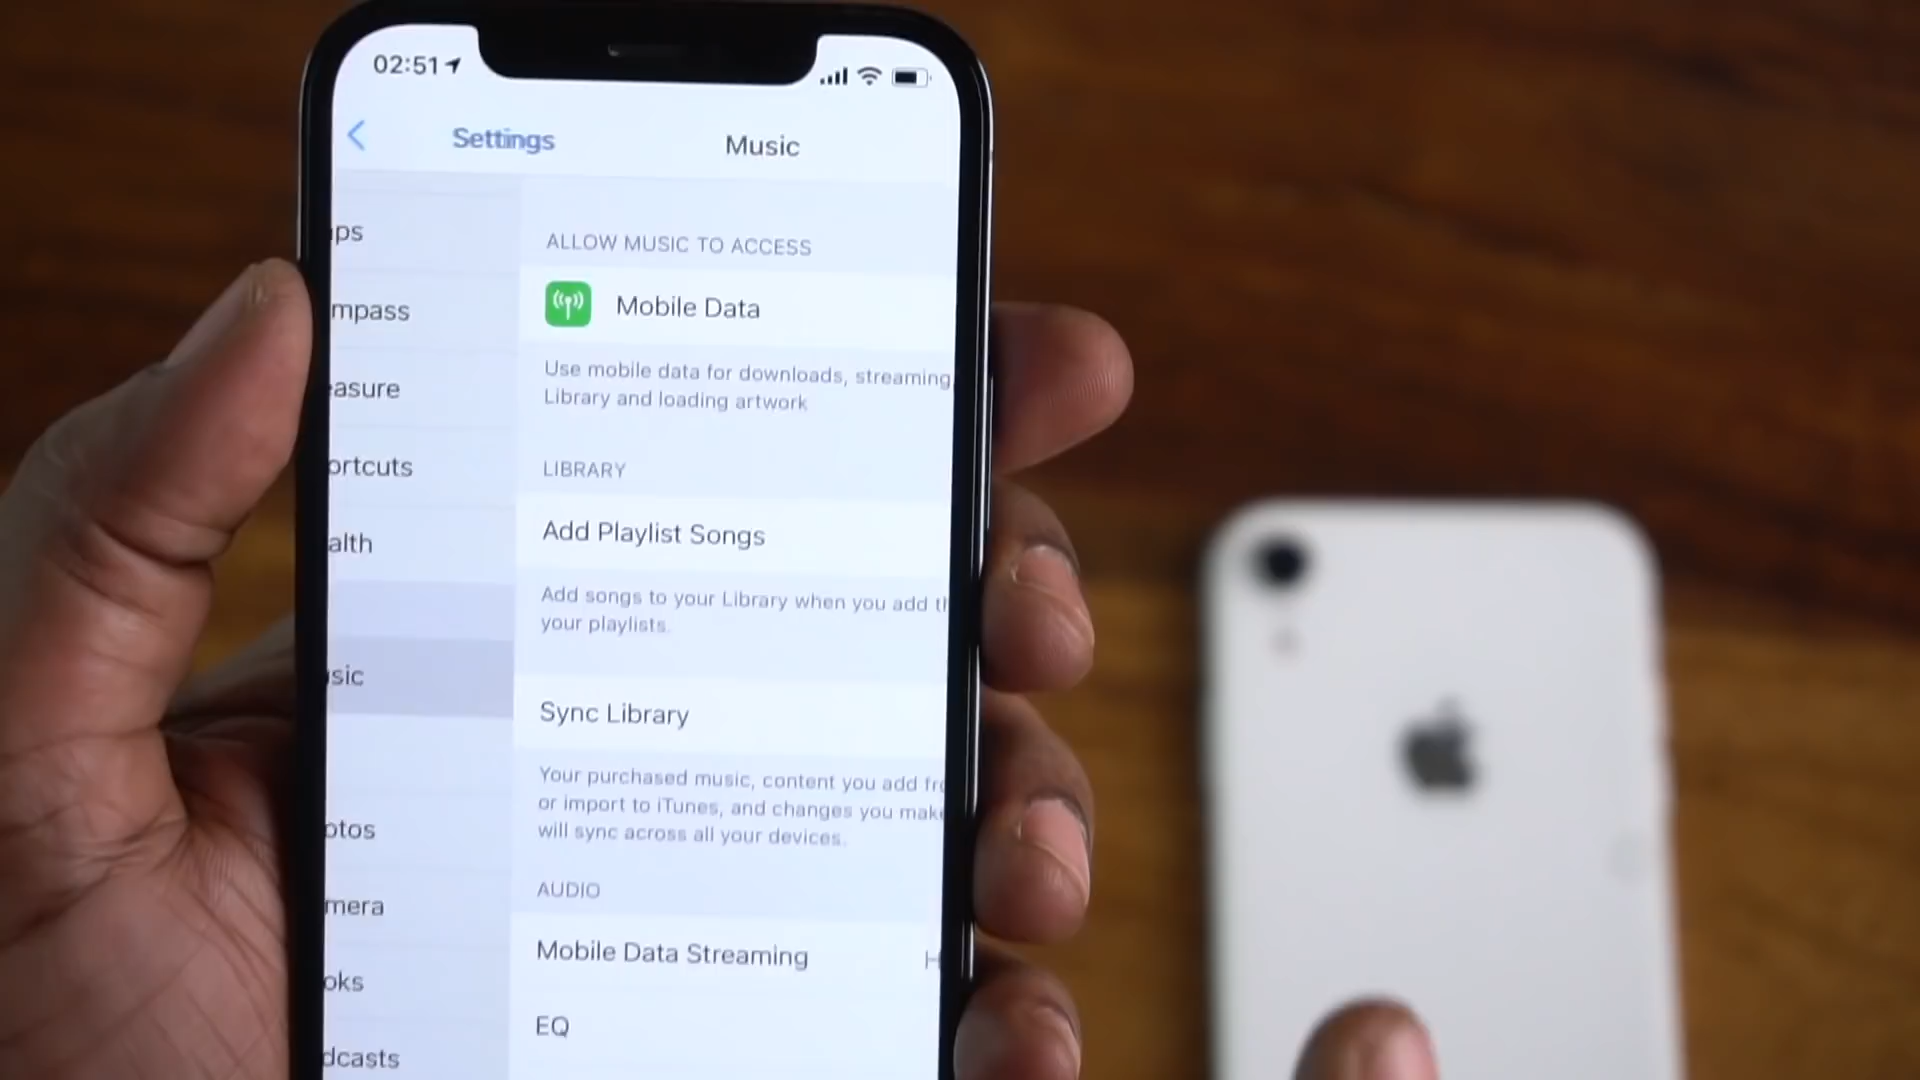 02:51
Settings
Music
ps
mpass
asure
ortcuts
alth
sic
otos
mera
oks
dcasts
ALLOW MUSIC TO ACCESS
Mobile Data
Use mobile data for downloads, streaming
Library and loading artwork
LIBRARY
Add Playlist Songs
Add songs to your Library when you add th
your playlists.
Sync Library
Your purchased music, content you add fro
or import to iTunes, and changes you make
will sync across all your devices.
AUDIO
Mobile Data Streaming
H
EQ